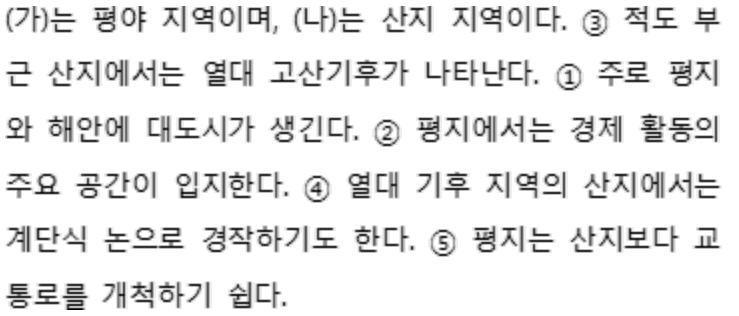 (가)는 평야 지역이며, (나)는 산지 지역이다. ③ 적도 부
근 산지에서는 열대 고산기후가 나타난다. ① 주로 평지
와 해안에 대도시가 생긴다. ② 평지에서는 경제 활동의
주요 공간이 입지한다. ④ 열대 기후 지역의 산지에서는
계단식 논으로 경작하기도 한다. ⑤ 평지는 산지보다 교
통로를 개척하기 쉽다.